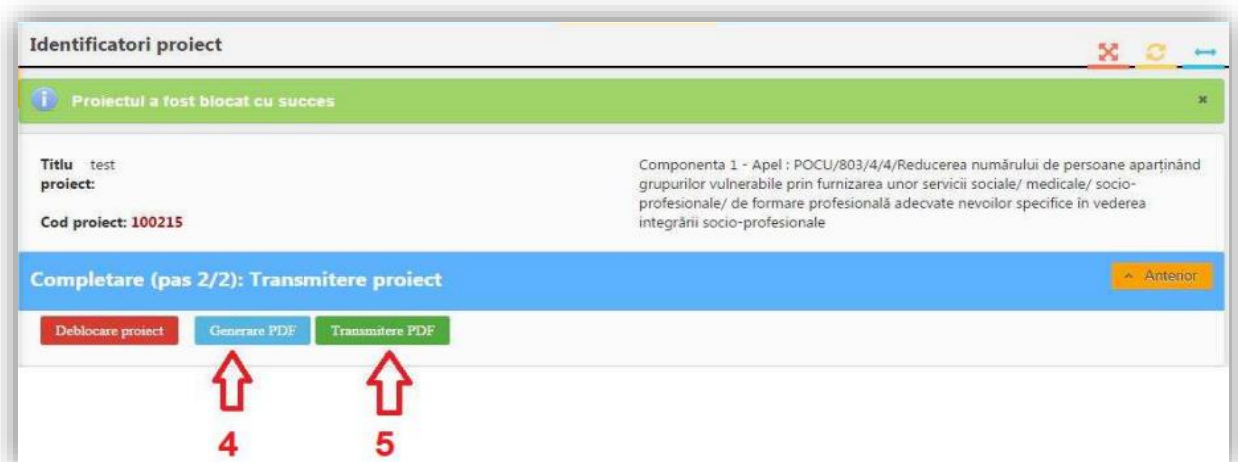 Identificatori proiect
Proiectul a fost blocat cu succes
Titlu test
proiect:
Cod proiect: 100215
Componenta 1 - Apel : POCU/803/4/4/Reducerea numărului de persoane aparținând
grupurilor vulnerabile prin furnizarea unor servicii sociale/ medicale/ socio-
profesionale/ de formare profesională adecvate nevoilor specifice în vederea
integrării socio-profesionale
Completare (pas 2/2): Transmitere proiect
Anterior
Deblocare proiect Generare PDF Transmitere PDF
4 5